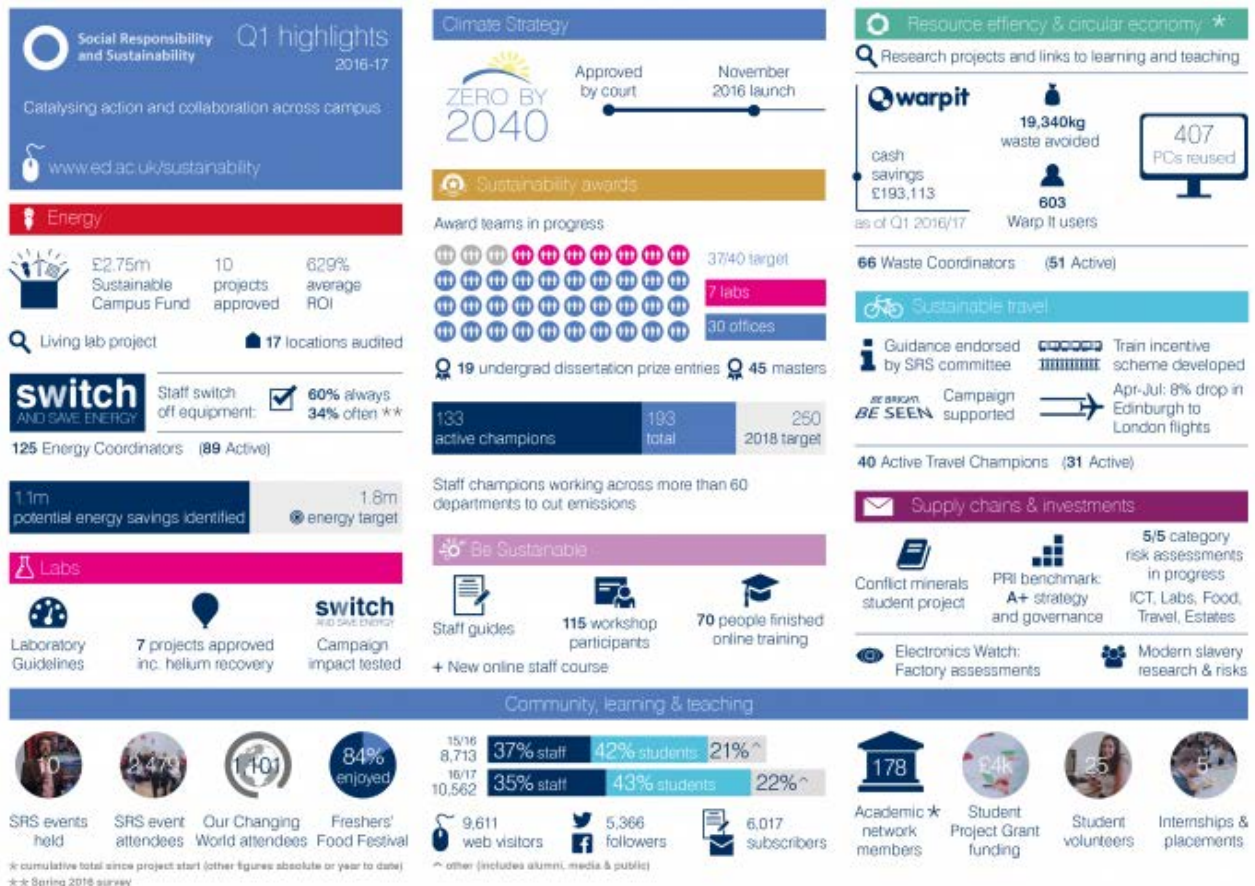 Social Responsibility
and Sustainability
Q1 highlights
2016-17
Catalysing action and collaboration across campus
www.ed.ac.uk/sustainability
Energy
£2.75m
Sustainable
Campus Fund
10
projects
approved
629%
average
ROI
Living lab project
17 locations audited
switch
AND SAVE ENERGY
Staff switch
off equipment:
60% always
34% often **
125 Energy Coordinators (89 Active)
1.1m
potential energy savings identified
1.8m
energy target
Labs
Laboratory
Guidelines
7 projects approved
inc. helium recovery
switch
AND SAVE ENERGY
Campaign
impact tested
Climate Strategy
ZERO BY
2040
Approved
by court
November
2016 launch
Sustainability awards
Award teams in progress
37/40 target
7 labs
30 offices
19 undergrad dissertation prize entries
45 masters
133
active champions
193
total
250
2018 target
Staff champions working across more than 60
departments to cut emissions
Be Sustainable
Staff guides
115 workshop
participants
70 people finished
online training
+ New online staff course
Resource effiency & circular economy *
Research projects and links to learning and teaching
warpit
cash
savings
£193,113
as of Q1 2016/17
19,340kg
waste avoided
603
Warp It users
407
PCs reused
66 Waste Coordinators (51 Active)
Sustainable travel
Guidance endorsed
by SRS committee
Train incentive
scheme developed
BE BRIGHT.
BE SEEN
Campaign
supported
Apr-Jul: 8% drop in
Edinburgh to
London flights
40 Active Travel Champions (31 Active)
Supply chains & investments
Conflict minerals
student project
PRI benchmark:
A+ strategy
and governance
5/5 category
risk assessments
in progress
ICT, Labs, Food,
Travel, Estates
Electronics Watch:
Factory assessments
Modern slavery
research & risks
Community, learning & teaching
10
SRS events
held
2,479
SRS event
attendees
1,101
Our Changing
World attendees
84%
enjoyed
Freshers'
Food Festival
15/16
8,713
37% staff
42% students
21% ^
16/17
10,562
35% staff
43% students
22% ^
9,611
web visitors
5,366
followers
6,017
subscribers
^ other (includes alumni, media & public)
178
Academic *
network
members
£4k
Student
Project Grant
funding
25
Student
volunteers
5
Internships &
placements
* cumulative total since project start (other figures absolute or year to date)
** Spring 2016 survey